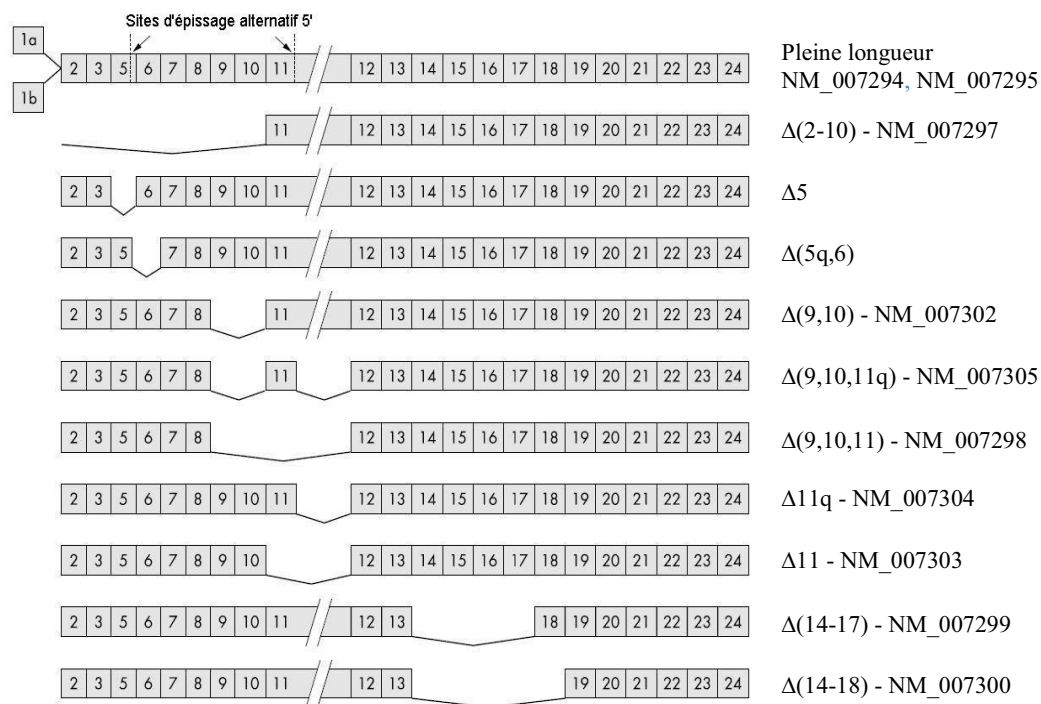 Sites d'épissage alternatif 5'
1a
1b
2 3 5 6 7 8 9 10 11 12 13 14 15 16 17 18 19 20 21 22 23 24
Pleine longueur
NM_007294, NM_007295
11 12 13 14 15 16 17 18 19 20 21 22 23 24 Δ(2-10) - NM_007297
2 3 6 7 8 9 10 11 12 13 14 15 16 17 18 19 20 21 22 23 24 Δ5
2 3 5 7 8 9 10 11 12 13 14 15 16 17 18 19 20 21 22 23 24 Δ(5q,6)
2 3 5 6 7 8 11 12 13 14 15 16 17 18 19 20 21 22 23 24 Δ(9,10) - NM_007302
2 3 5 6 7 8 11 12 13 14 15 16 17 18 19 20 21 22 23 24 Δ(9,10,11q) - NM_007305
2 3 5 6 7 8 12 13 14 15 16 17 18 19 20 21 22 23 24 Δ(9,10,11) - NM_007298
2 3 5 6 7 8 9 10 11 12 13 14 15 16 17 18 19 20 21 22 23 24 Δ11q - NM_007304
2 3 5 6 7 8 9 10 12 13 14 15 16 17 18 19 20 21 22 23 24 Δ11 - NM_007303
2 3 5 6 7 8 9 10 11 12 13 18 19 20 21 22 23 24 Δ(14-17) - NM_007299
2 3 5 6 7 8 9 10 11 12 13 19 20 21 22 23 24 Δ(14-18) - NM_007300